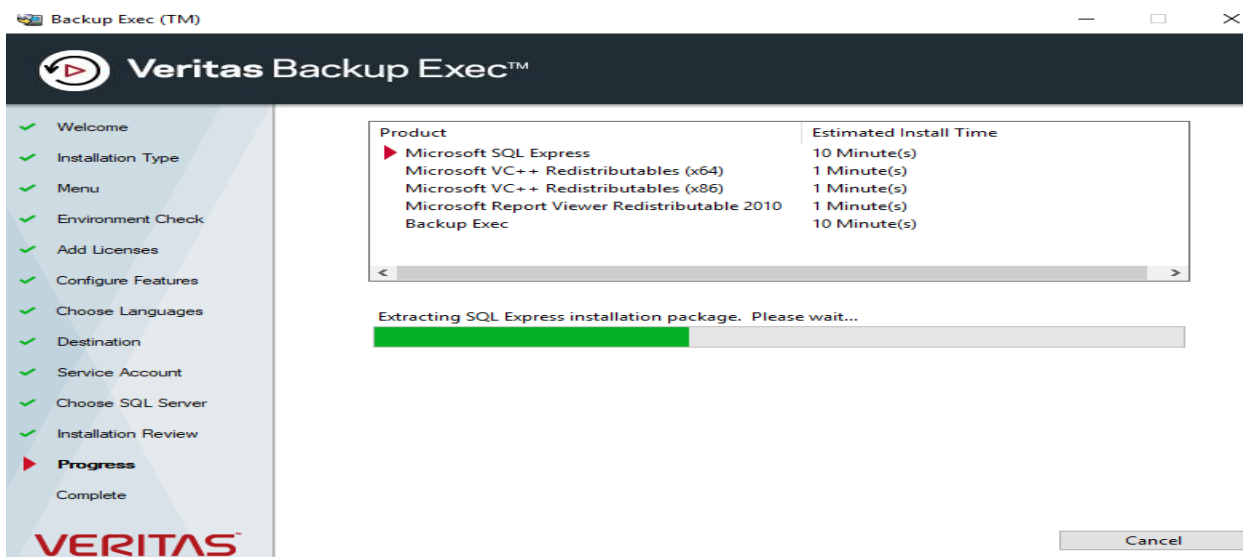 Backup Exec (TM)
Veritas Backup Exec™
Welcome
Installation Type
Menu
Environment Check
Add Licenses
Configure Features
Choose Languages
Destination
Service Account
Choose SQL Server
Installation Review
Progress
Complete
VERITAS™
Product Estimated Install Time
Microsoft SQL Express 10 Minute(s)
Microsoft VC++ Redistributables (x64) 1 Minute(s)
Microsoft VC++ Redistributables (x86) 1 Minute(s)
Microsoft Report Viewer Redistributable 2010 1 Minute(s)
Backup Exec 10 Minute(s)
Extracting SQL Express installation package. Please wait...
Cancel